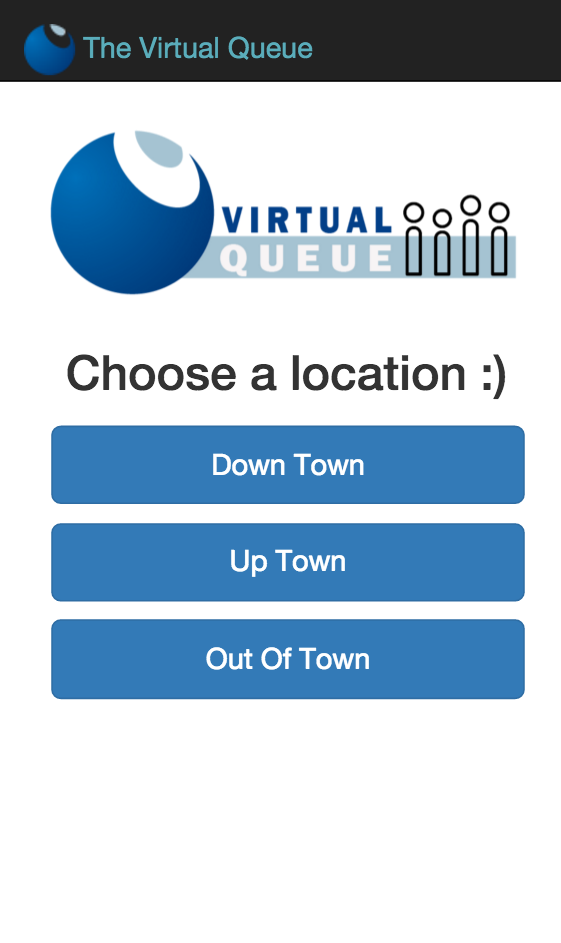 The Virtual Queue
VIRTUAL
QUEUE
Choose a location :)
Down Town
Up Town
Out Of Town